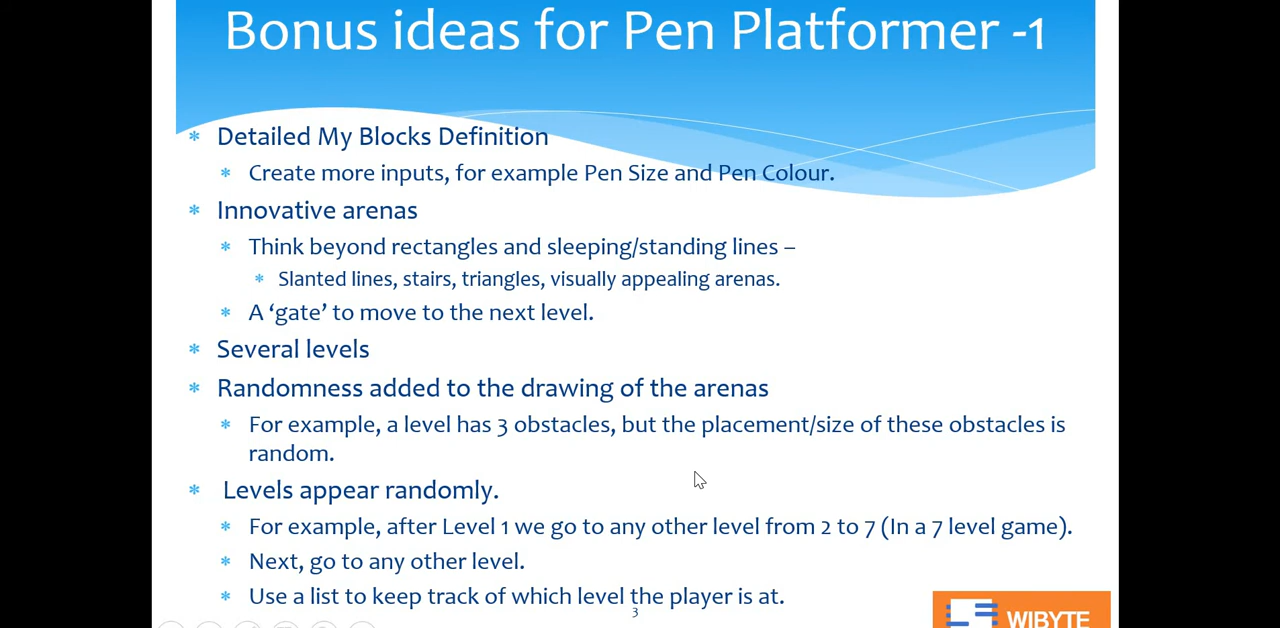 Bonus ideas for Pen Platformer -1
* Detailed My Blocks Definition
* Create more inputs, for example Pen Size and Pen Colour.
* Innovative arenas
* Think beyond rectangles and sleeping/standing lines –
* Slanted lines, stairs, triangles, visually appealing arenas.
* A ‘gate’ to move to the next level.
* Several levels
* Randomness added to the drawing of the arenas
* For example, a level has 3 obstacles, but the placement/size of these obstacles is
random.
* Levels appear randomly.
* For example, after Level 1 we go to any other level from 2 to 7 (In a 7 level game).
* Next, go to any other level.
* Use a list to keep track of which level the player is at.
3
WIBYTE